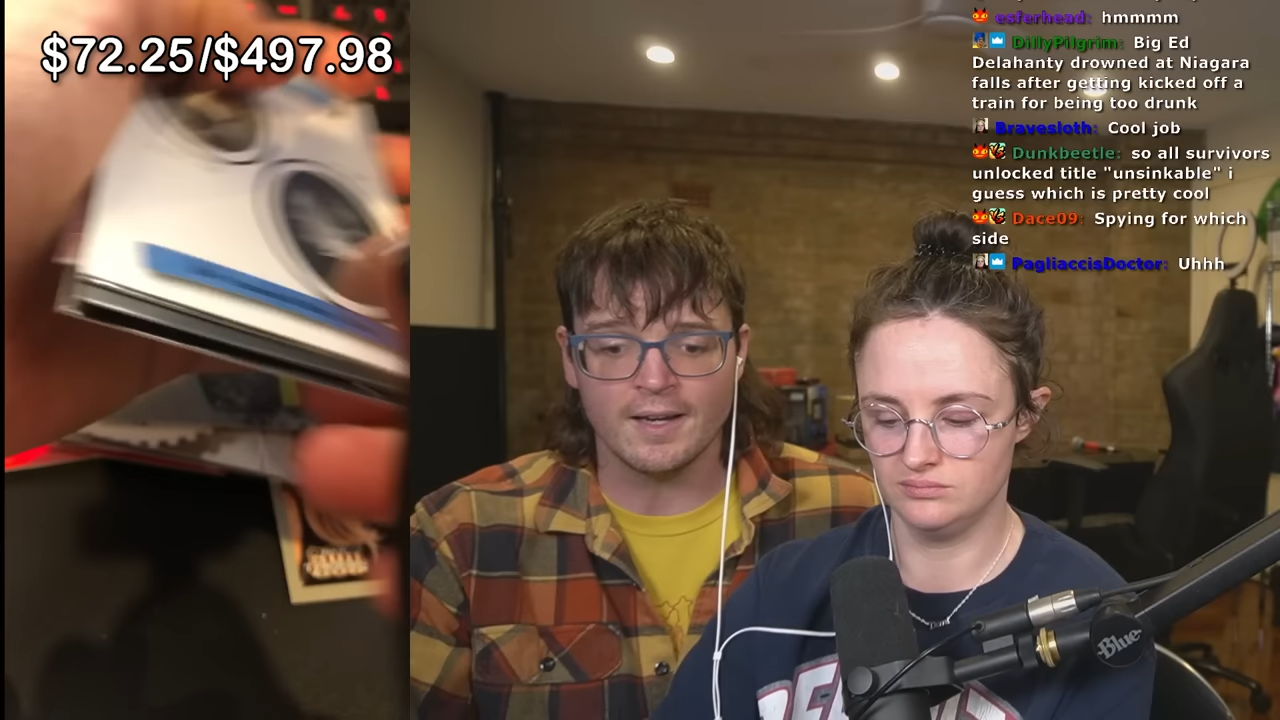 $72.25/$497.98
esferhead: hmmmm
DillyPilgrim: Big Ed
Delahanty drowned at Niagara
falls after getting kicked off a
train for being too drunk
Bravesloth: Cool job
Dunkbeetle: so all survivors
unlocked title "unsinkable" i
guess which is pretty cool
Dace09: Spying for which
side
PagliaccisDoctor: Uhhh
Blue